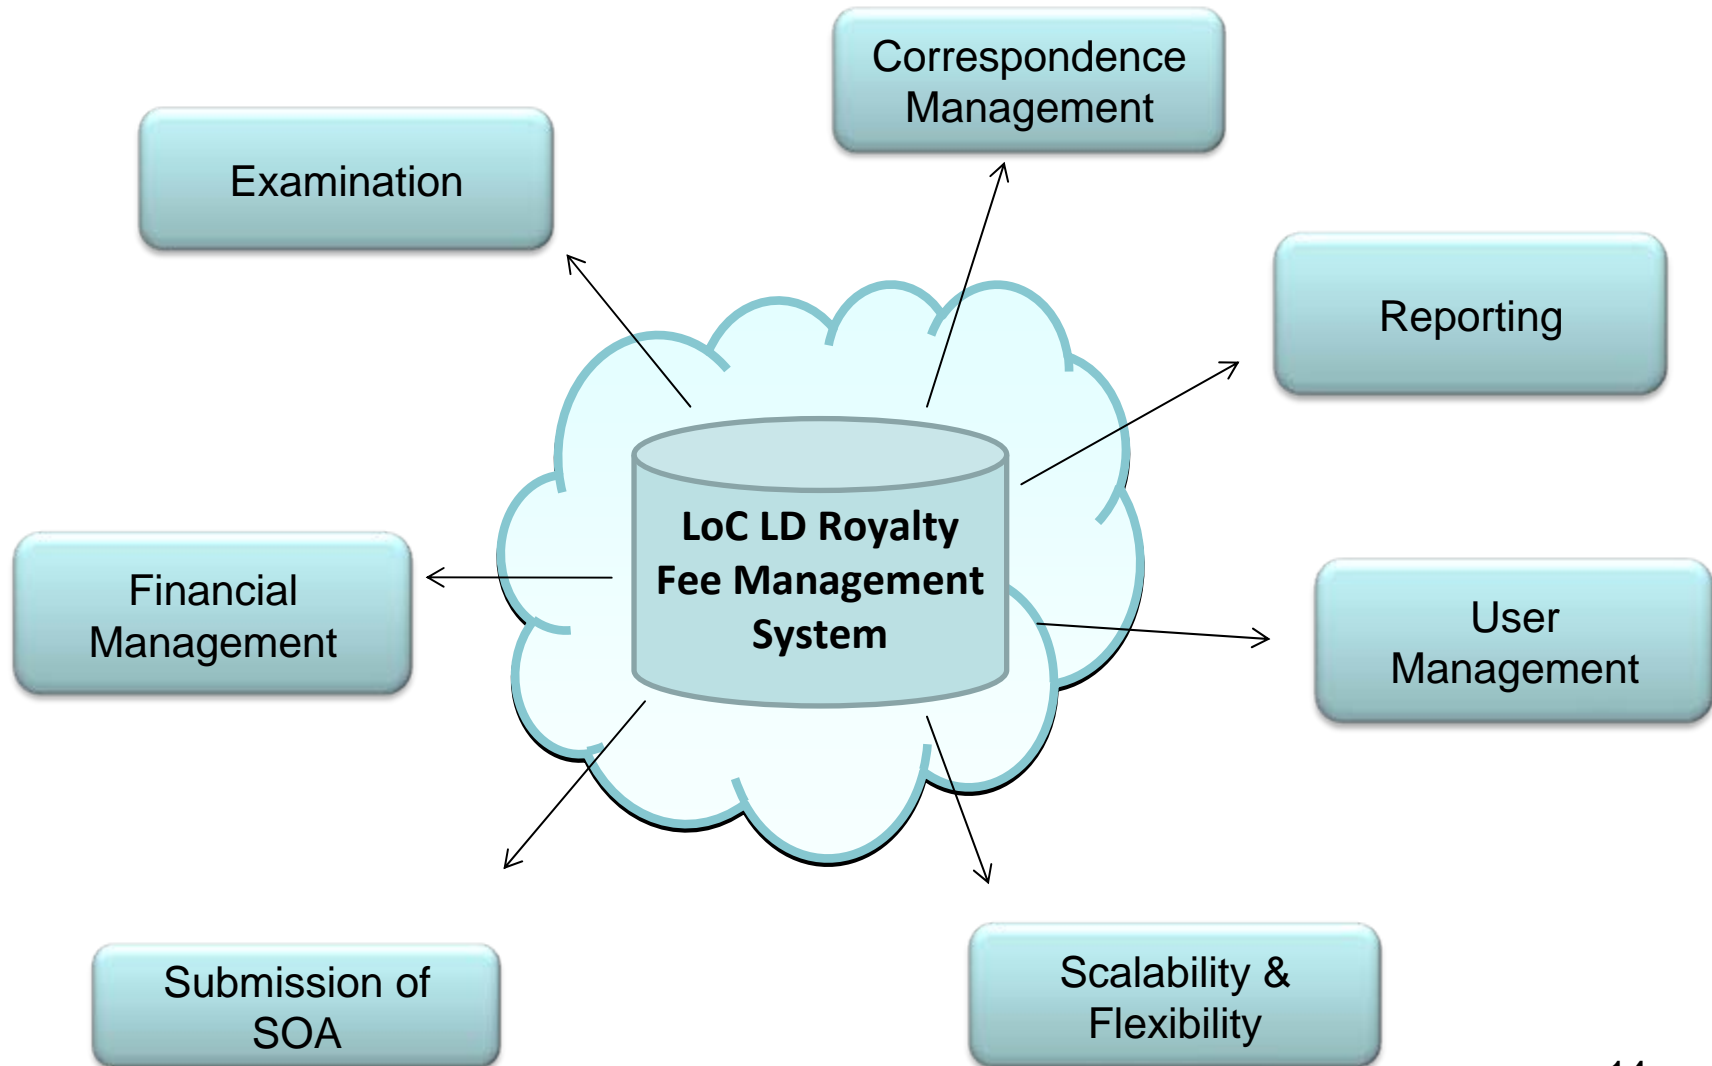 Correspondence
Management
Examination
Reporting
LoC LD Royalty
Fee Management
System
Financial
Management
User
Management
Submission of
SOA
Scalability &
Flexibility